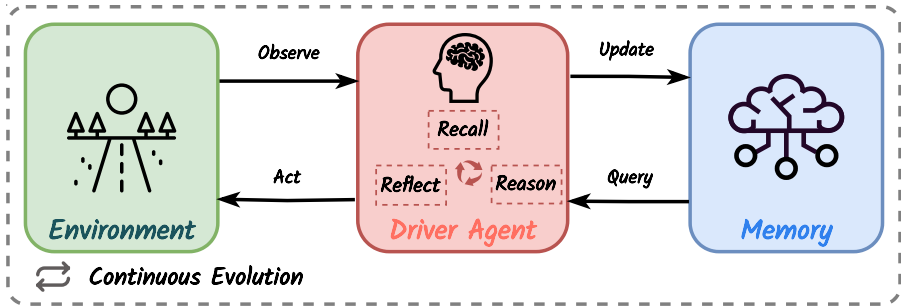 Observe
Update
Recall
Reflect
Reason
Act
Query
Environment
Driver Agent
Memory
Continuous Evolution